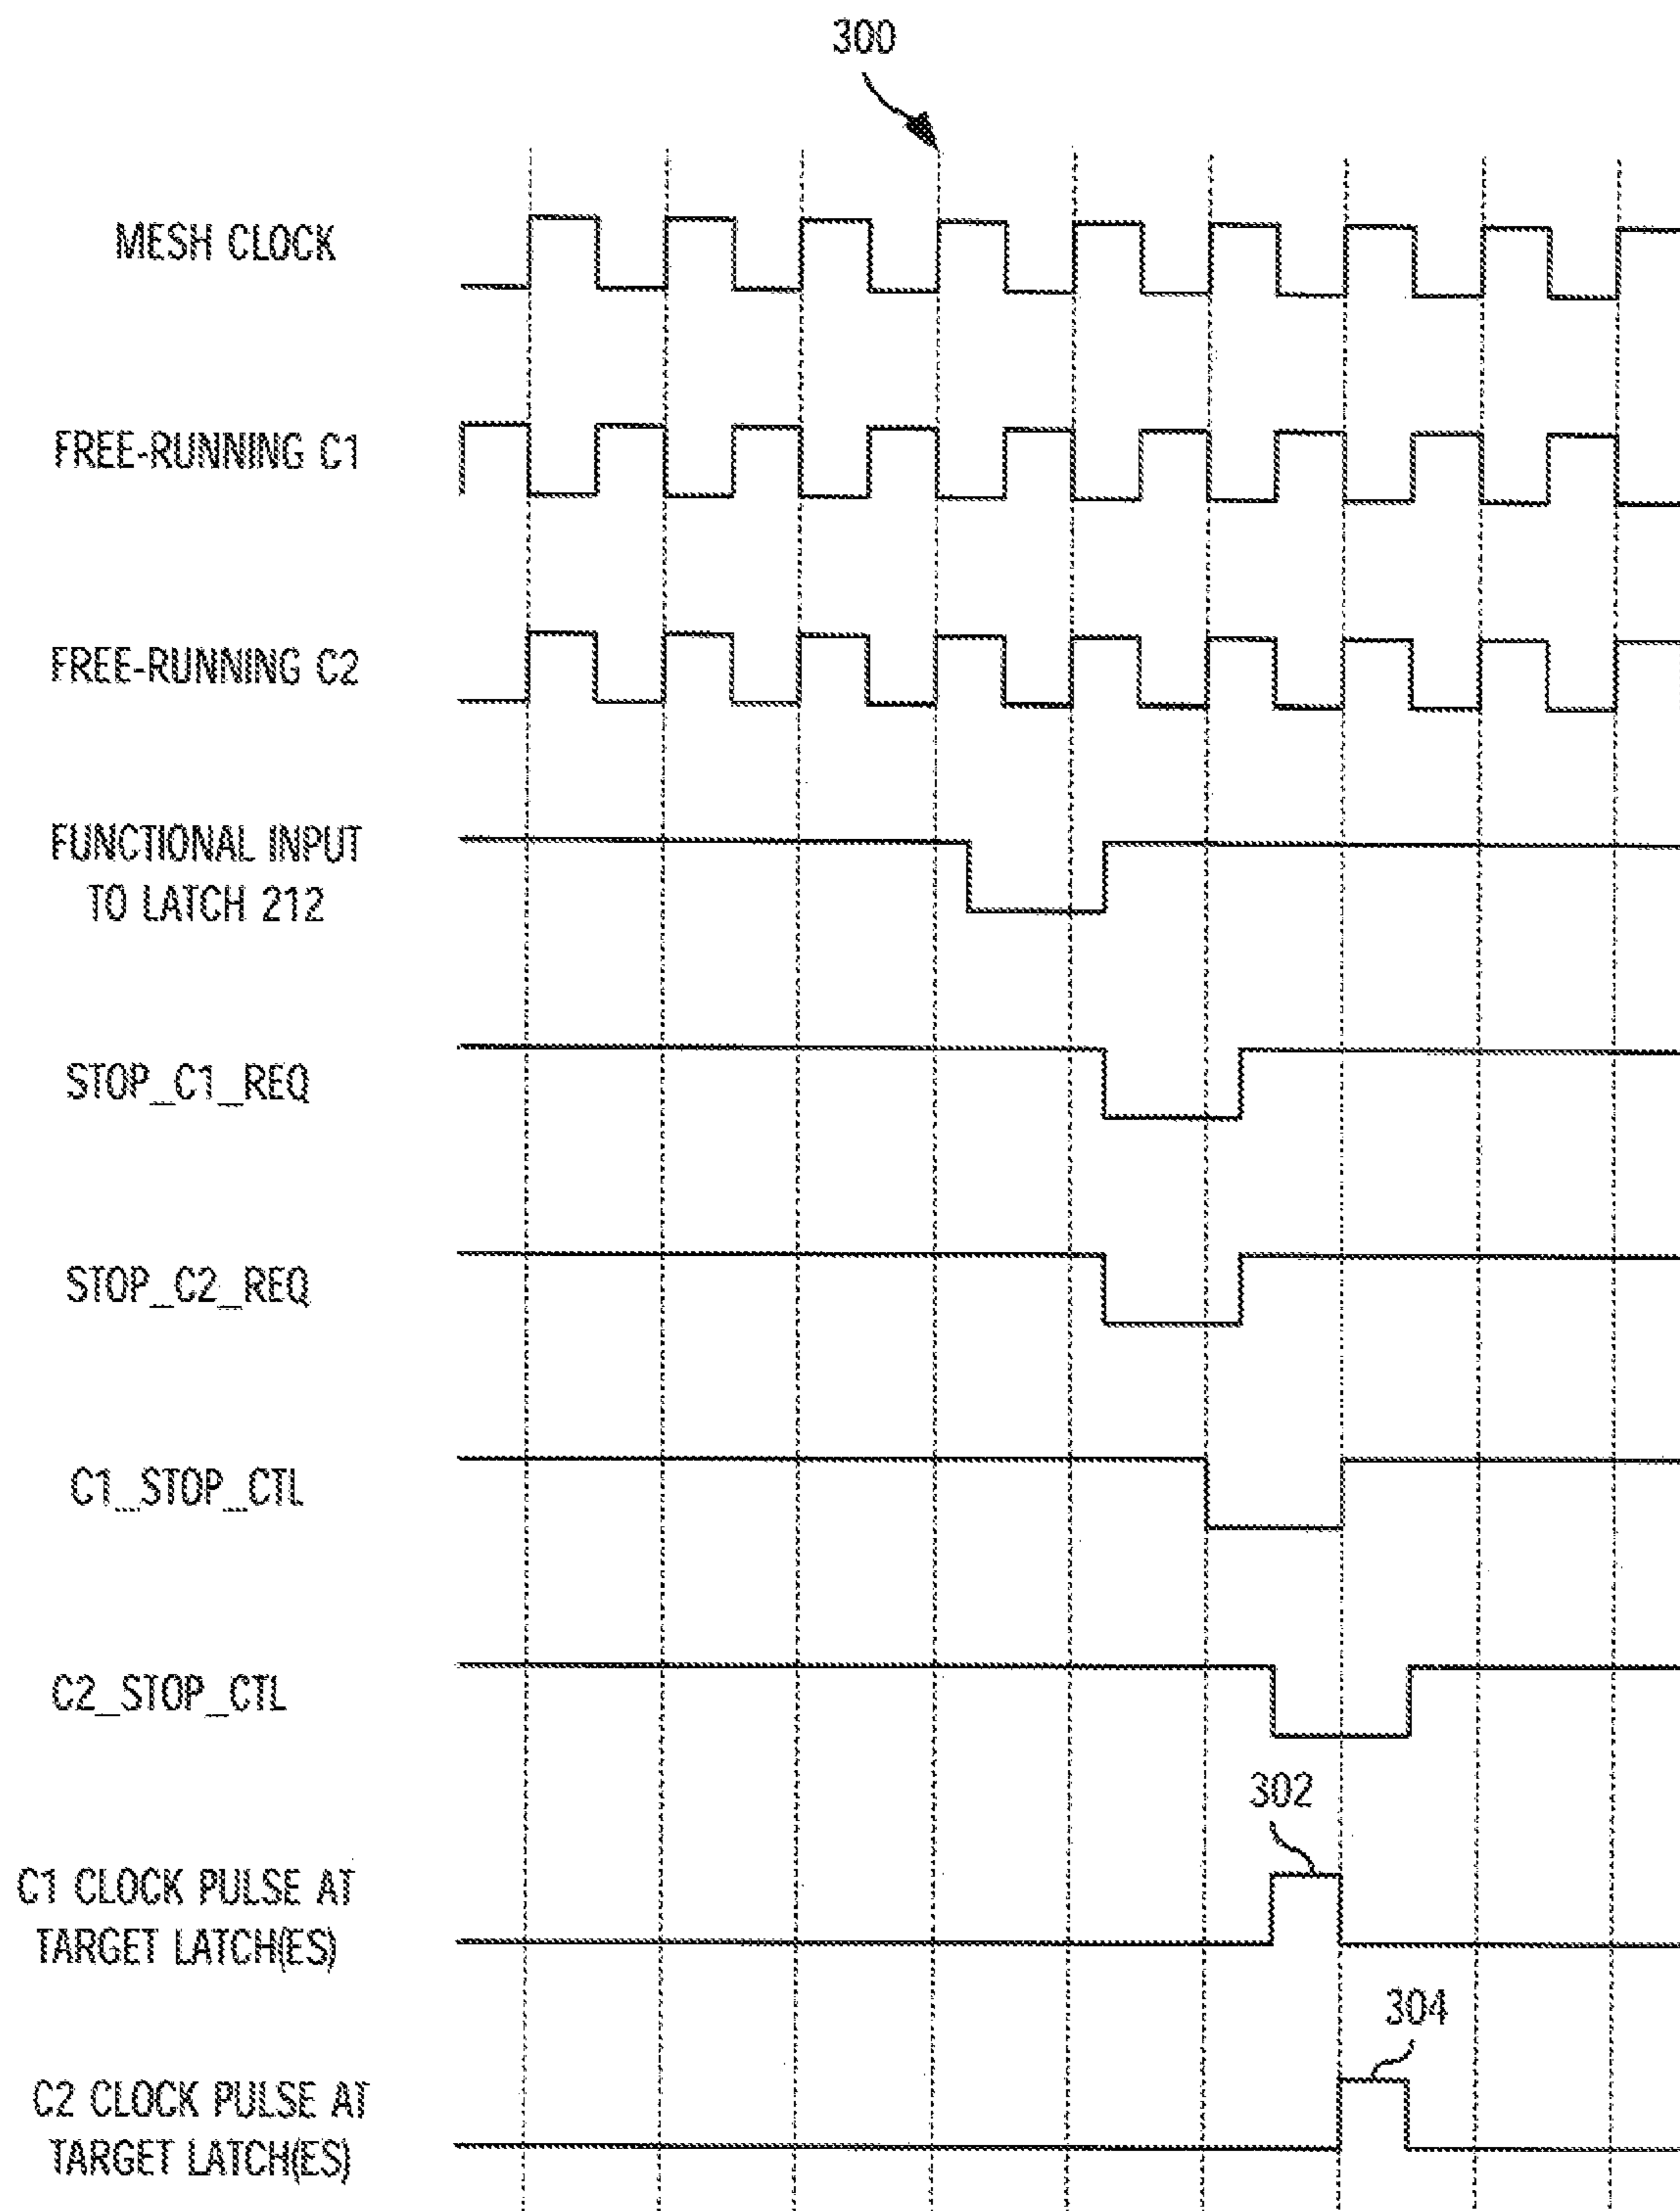 300
MESH CLOCK
FREE-RUNNING C1
FREE-RUNNING C2
FUNCTIONAL INPUT
TO LATCH 212
STOP_C1_REQ
STOP_C2_REQ
C1_STOP_CTL
C2_STOP_CTL
302
C1 CLOCK PULSE AT
TARGET LATCH(ES)
304
C2 CLOCK PULSE AT
TARGET LATCH(ES)